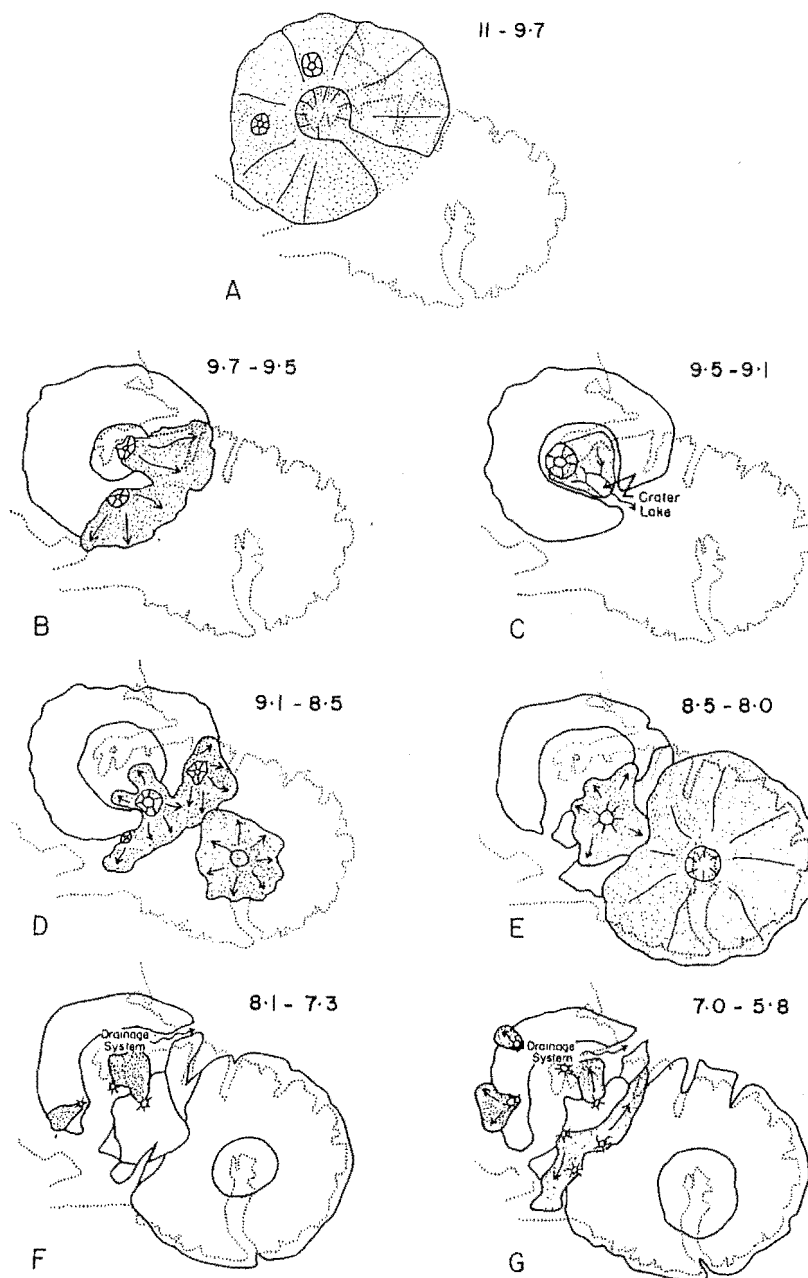 11 - 9·7
A
9·7 - 9·5
B
9·5 - 9·1
Crater
Lake
C
9·1 - 8·5
D
8·5 - 8·0
E
8·1 - 7·3
Drainage
System
F
7·0 - 5·8
Drainage
System
G